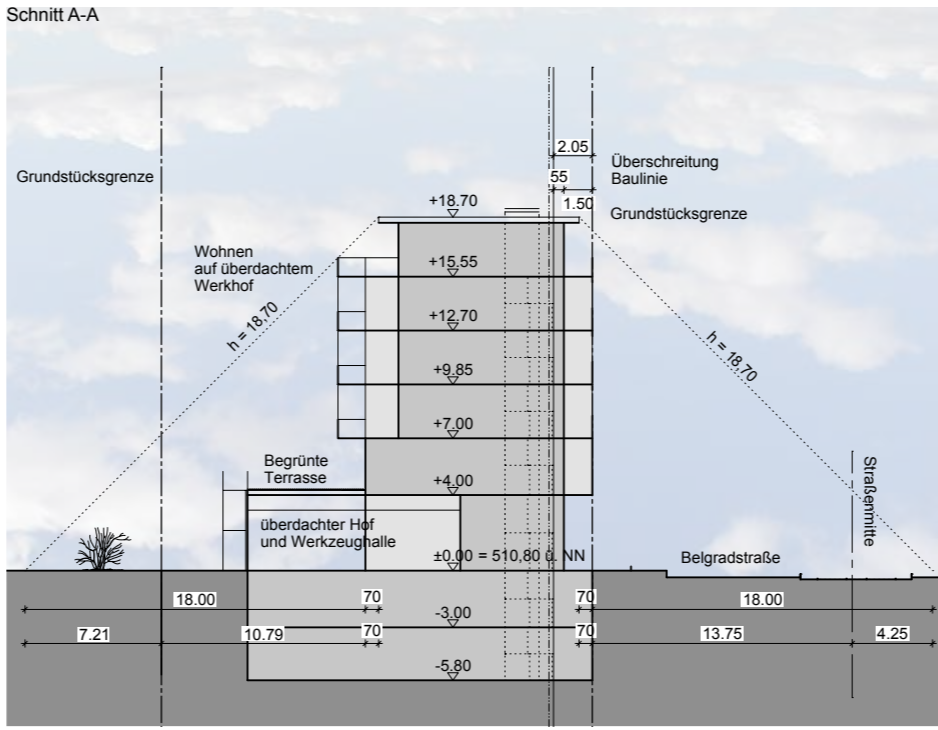 Schnitt A-A
2.05
Überschreitung
Baulinie
55
1.50
Grundstücksgrenze
Grundstücksgrenze
+18.70
Wohnen
auf überdachtem
Werkhof
+15.55
h = 18,70
+12.70
h = 18,70
+9.85
+7.00
Begrünte
Terrasse
+4.00
Straßenmitte
überdachter Hof
und Werkzeughalle
±0.00 = 510,80 ü. NN
Belgradstraße
18.00
70
70
18.00
-3.00
7.21
10.79
70
70
13.75
4.25
-5.80